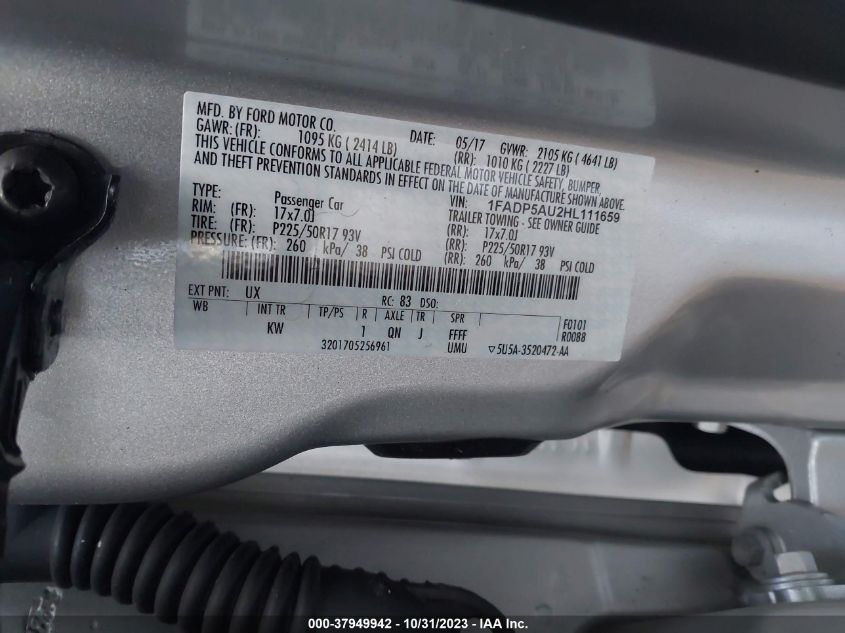 MFD. BY FORD MOTOR CO.
DATE: 05/17 GVWR: 2105 KG ( 4641 LB)
GAWR: (FR): 1095 KG ( 2414 LB) (RR): 1010 KG ( 2227 LB)
THIS VEHICLE CONFORMS TO ALL APPLICABLE FEDERAL MOTOR VEHICLE SAFETY, BUMPER
AND THEFT PREVENTION STANDARDS IN EFFECT ON THE DATE OF MANUFACTURE SHOWN ABOVE.
VIN: 1FADP5AU2HL111659
TYPE: Passenger Car TRAILER TOWING - SEE OWNER GUIDE
RIM: (FR): 17x7.0J (RR): 17x7.0J
TIRE: (FR): P225/50R17 93V (RR): P225/50R17 93V
PRESSURE: (FR): 260 kPa/ 38 PSI COLD (RR): 260 kPa/ 38 PSI COLD
EXT PNT: UX RC: 83 DSO:
WB INT TR TP/PS R AXLE TR SPR F0101
KW 1 QN J FFFF R0088
3201705256961 UMU ▽5U5A-3520472-AA
000-37949942 - 10/31/2023 - IAA Inc.